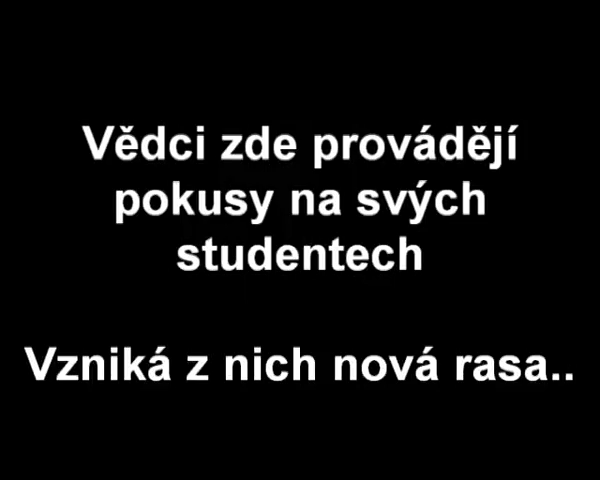 Vědci zde provádějí
pokusy na svých
studentech
Vzniká z nich nová rasa..